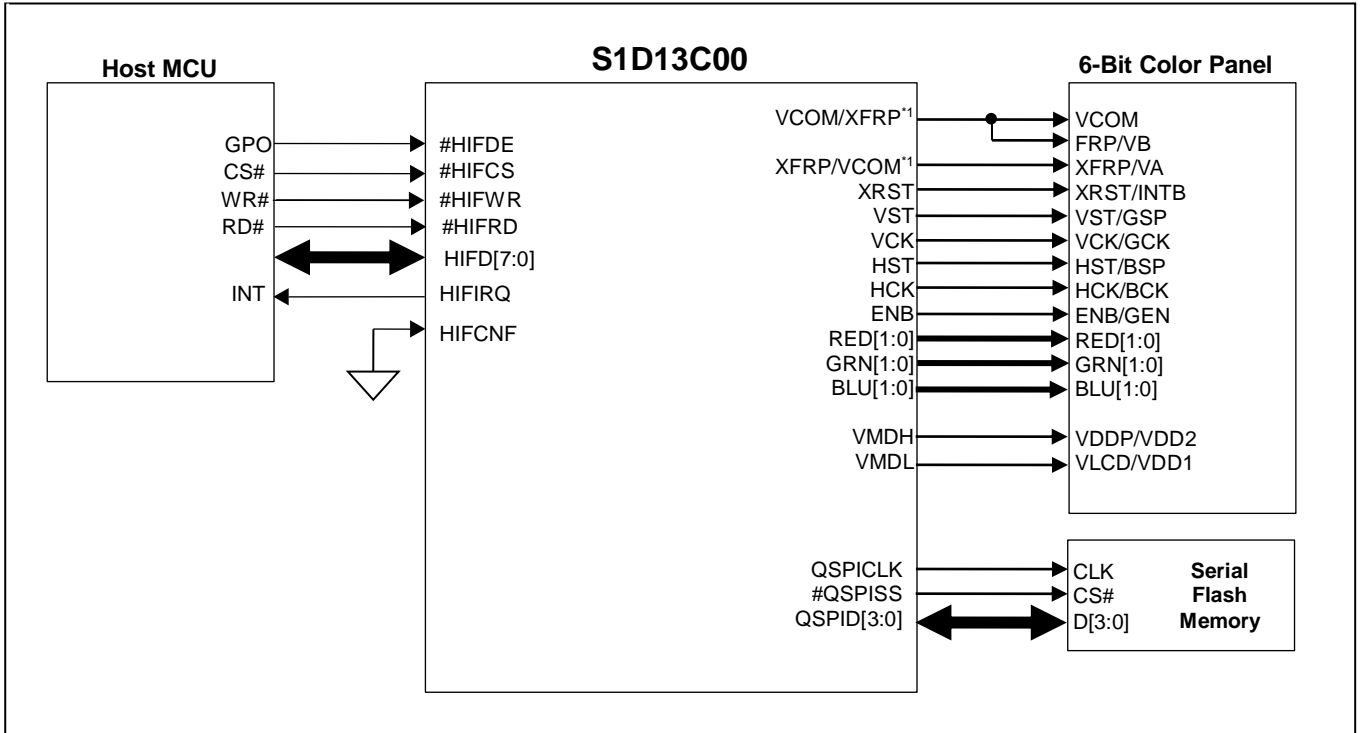 S1D13C00
Host MCU
6-Bit Color Panel
GPO
CS#
WR#
RD#
INT
#HIFDE
#HIFCS
#HIFWR
#HIFRD
HIFD[7:0]
HIFIRQ
HIFCNF
VCOM/XFRP*1
XFRP/VCOM*1
XRST
VST
VCK
HST
HCK
ENB
RED[1:0]
GRN[1:0]
BLU[1:0]
VMDH
VMDL
QSPICLK
#QSPISS
QSPID[3:0]
VCOM
FRP/VB
XFRP/VA
XRST/INTB
VST/GSP
VCK/GCK
HST/BSP
HCK/BCK
ENB/GEN
RED[1:0]
GRN[1:0]
BLU[1:0]
VDDP/VDD2
VLCD/VDD1
CLK
CS#
D[3:0]
Serial
Flash
Memory